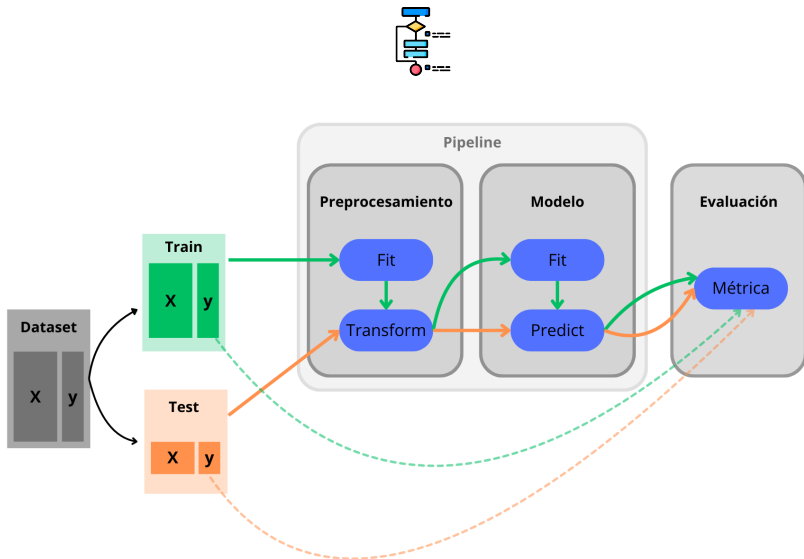 Pipeline
Preprocesamiento
Modelo
Evaluación
Train
X
y
Fit
Fit
Métrica
Transform
Predict
Dataset
X
y
Test
X
y